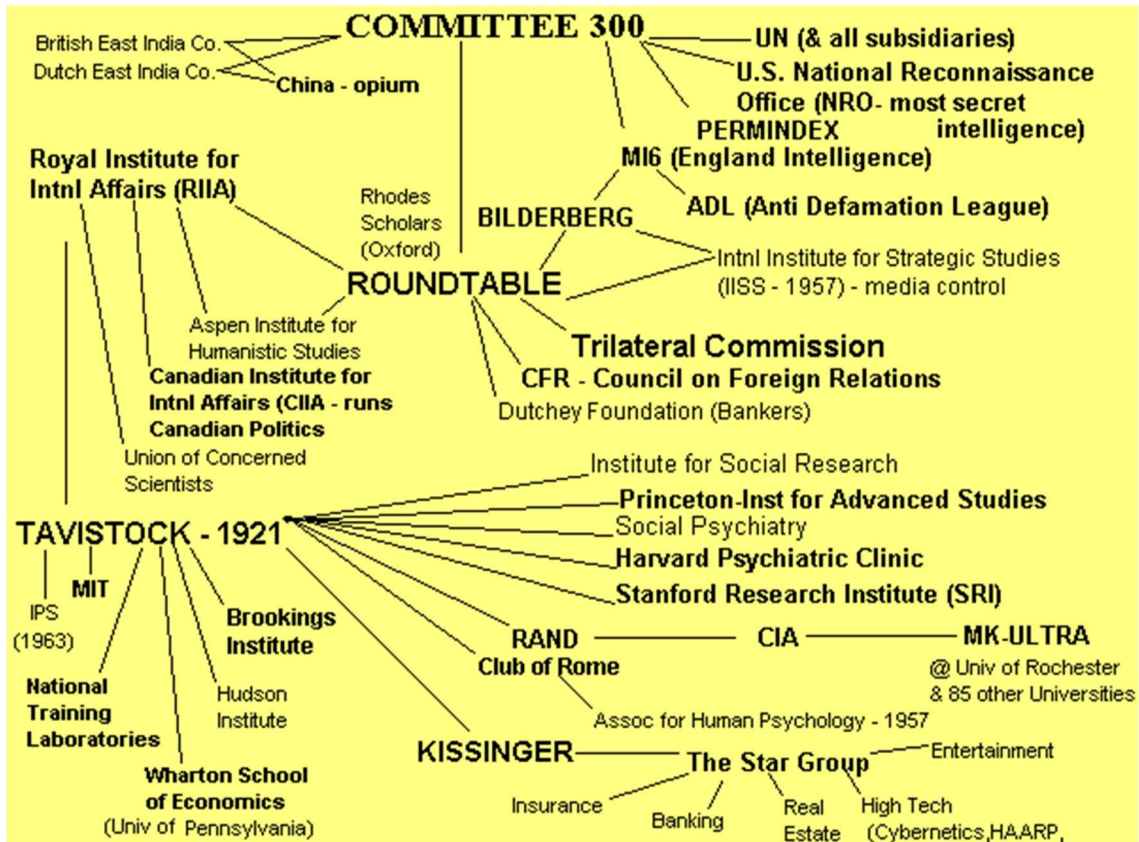 COMMITTEE 300
British East India Co.
Dutch East India Co.
China - opium
UN (& all subsidiaries)
U.S. National Reconnaissance
Office (NRO- most secret
intelligence)
PERMINDEX
MI6 (England Intelligence)
ADL (Anti Defamation League)
Royal Institute for
Intnl Affairs (RIIA)
Rhodes
Scholars
(Oxford)
BILDERBERG
Intnl Institute for Strategic Studies
(IISS - 1957) - media control
ROUNDTABLE
Aspen Institute for
Humanistic Studies
Trilateral Commission
CFR - Council on Foreign Relations
Dutchey Foundation (Bankers)
Canadian Institute for
Intnl Affairs (CIIA - runs
Canadian Politics
Union of Concerned
Scientists
Institute for Social Research
Princeton-Inst for Advanced Studies
Social Psychiatry
Harvard Psychiatric Clinic
Stanford Research Institute (SRI)
TAVISTOCK - 1921
MIT
IPS
(1963)
Brookings
Institute
RAND
CIA
MK-ULTRA
@ Univ of Rochester
& 85 other Universities
Club of Rome
National
Training
Laboratories
Hudson
Institute
Assoc for Human Psychology - 1957
KISSINGER
The Star Group
Entertainment
Wharton School
of Economics
(Univ of Pennsylvania)
Insurance
Banking
Real
Estate
High Tech
(Cybernetics,HAARP,